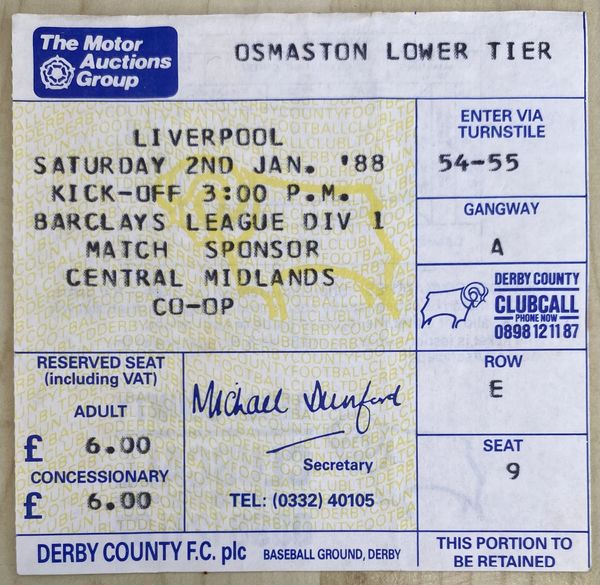 The Motor
Auctions
Group
OSMASTON LOWER TIER
LIVERPOOL
SATURDAY 2ND JAN. '88
KICK-OFF 3:00 P.M.
BARCLAYS LEAGUE DIV 1
MATCH SPONSOR
CENTRAL MIDLANDS
CO-OP
ENTER VIA
TURNSTILE
54-55
GANGWAY
A
DERBY COUNTY
CLUBCALL
PHONE NOW
0898 12 11 87
ROW
E
SEAT
9
RESERVED SEAT
(including VAT)
ADULT
£ 6.00
CONCESSIONARY
£ 6.00
Michael Dunford
Secretary
TEL: (0332) 40105
DERBY COUNTY F.C. plc BASEBALL GROUND, DERBY
THIS PORTION TO
BE RETAINED